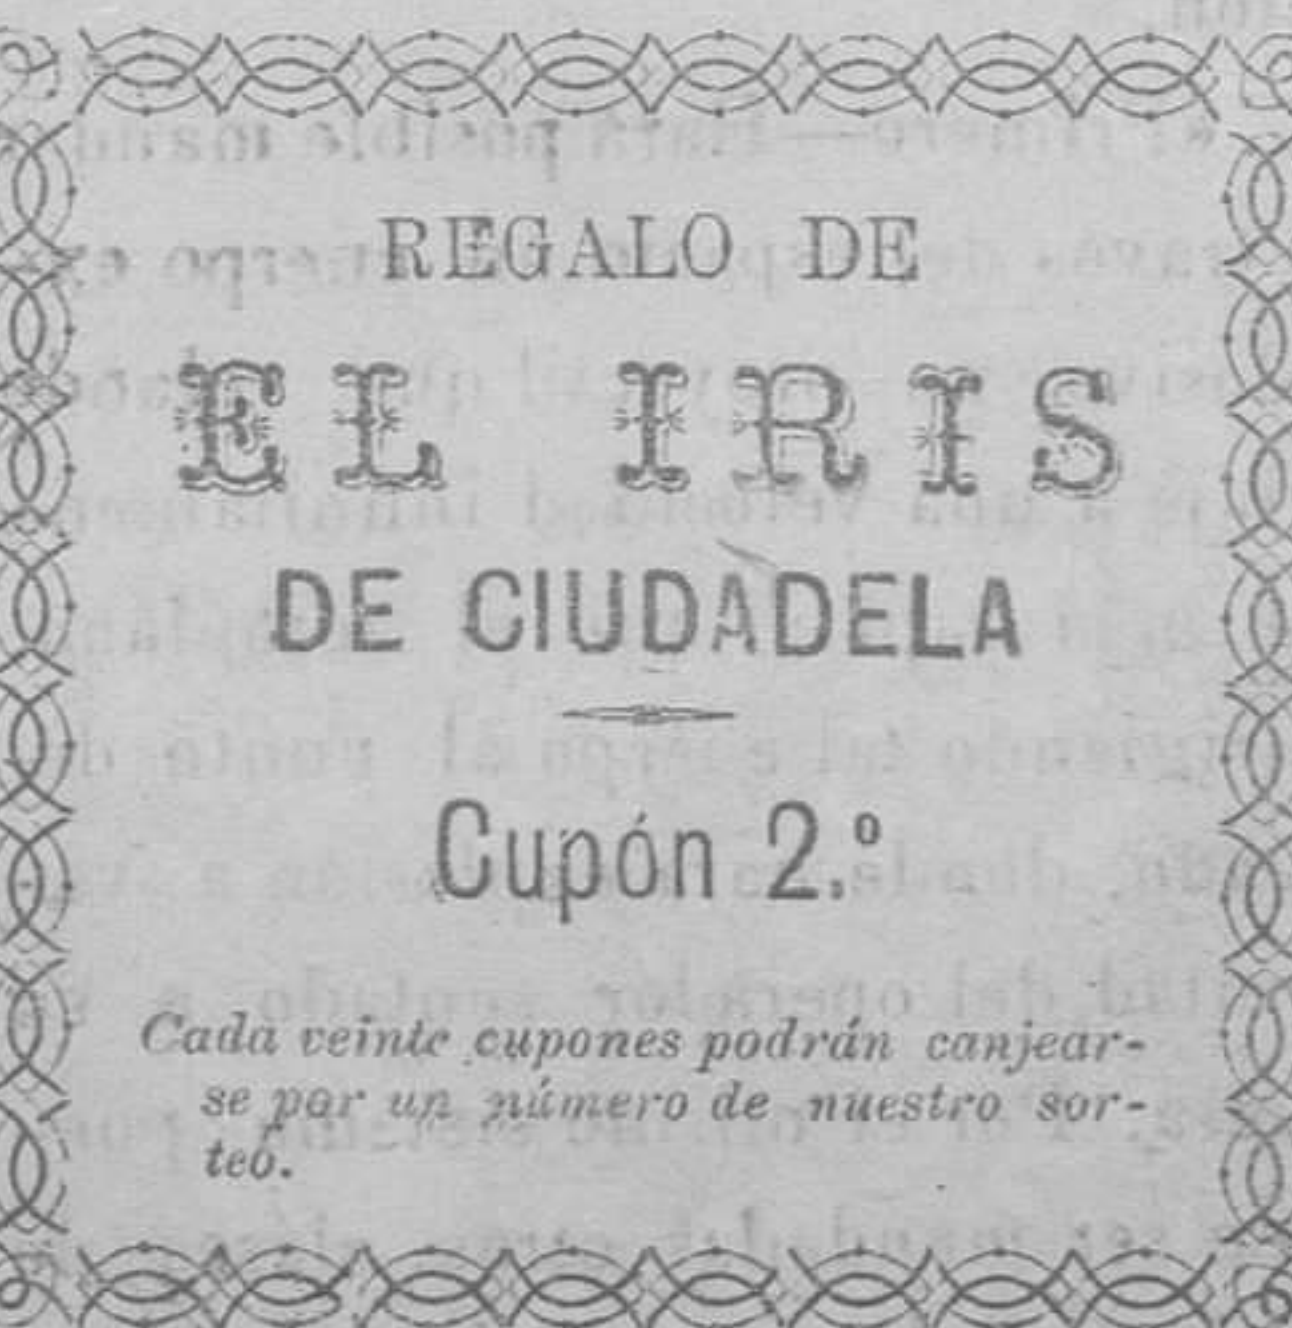 REGALO DE
EL IRIS
DE CIUDADELA
Cupón 2.º
Cada veinte cupones podrán canjear-
se por un número de nuestro sor-
teo.